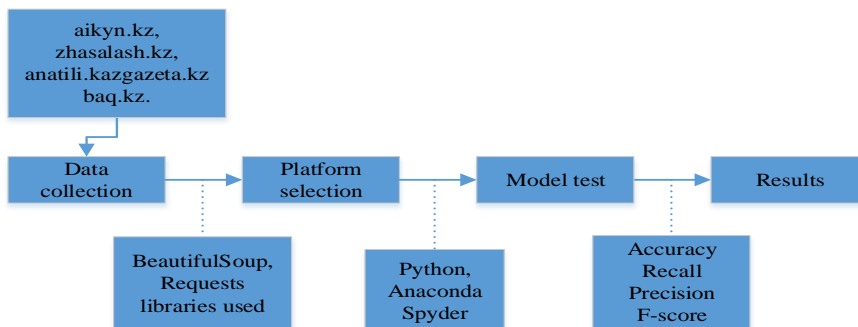 aikyn.kz,
zhasalash.kz,
anatili.kazgazeta.kz
baq.kz.
Data
collection
Platform
selection
Model test
Results
BeautifulSoup,
Requests
libraries used
Python,
Anaconda
Spyder
Accuracy
Recall
Precision
F-score